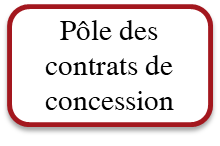 Pôle des
contrats de
concession